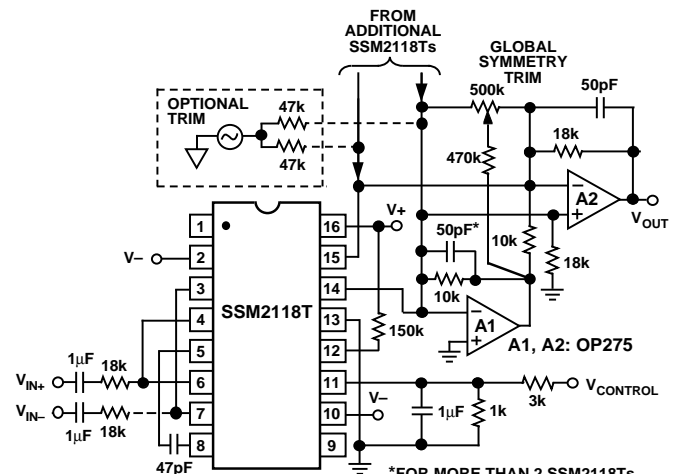 FROM
ADDITIONAL
SSM2118Ts
GLOBAL
SYMMETRY
TRIM
500k
50pF
OPTIONAL
TRIM
47k
47k
470k
18k
A2
VOUT
V+
50pF*
10k
18k
10k
A1
A1, A2: OP275
150k
V–
SSM2118T
1
2
3
4
5
6
7
8
16
15
14
13
12
11
10
9
VIN+
1µF
18k
VIN–
1µF
18k
47pF
V–
1µF
1k
3k
VCONTROL
*FOR MORE THAN 2 SSM2118Ts